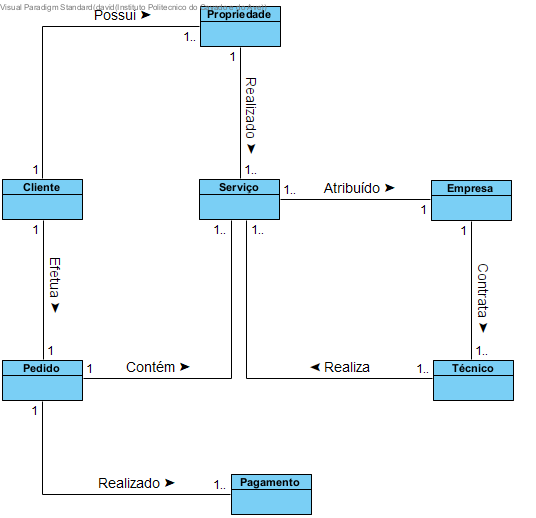 Visual Paradigm Standard(david(Instituto Politecnico do
Possui ➤
Propriedade
1..
1
Realizado ➤
1
1..
Cliente
Serviço
1..
Atribuído ➤
Empresa
1
1
1..
1..
1
Efetua ➤
Contrata ➤
1
1..
Pedido
1
Contém ➤
➤ Realiza
1..
Técnico
1
Realizado ➤
1..
Pagamento